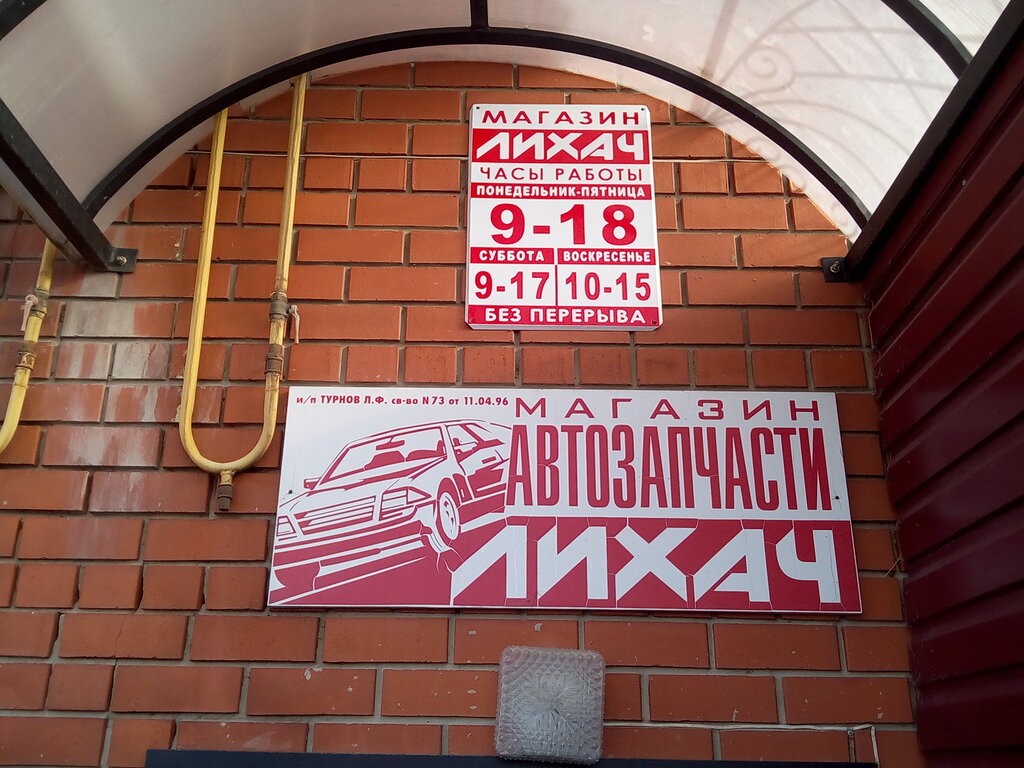 МАГАЗИН
ЛИХАЧ
ЧАСЫ РАБОТЫ
ПОНЕДЕЛЬНИК-ПЯТНИЦА
9-18
СУББОТА ВОСКРЕСЕНЬЕ
9-17 10-15
БЕЗ ПЕРЕРЫВА
и/п ТУРНОВ Л.Ф. св-во N73 от 11.04.96
МАГАЗИН
АВТОЗАПЧАСТИ
ЛИХАЧ